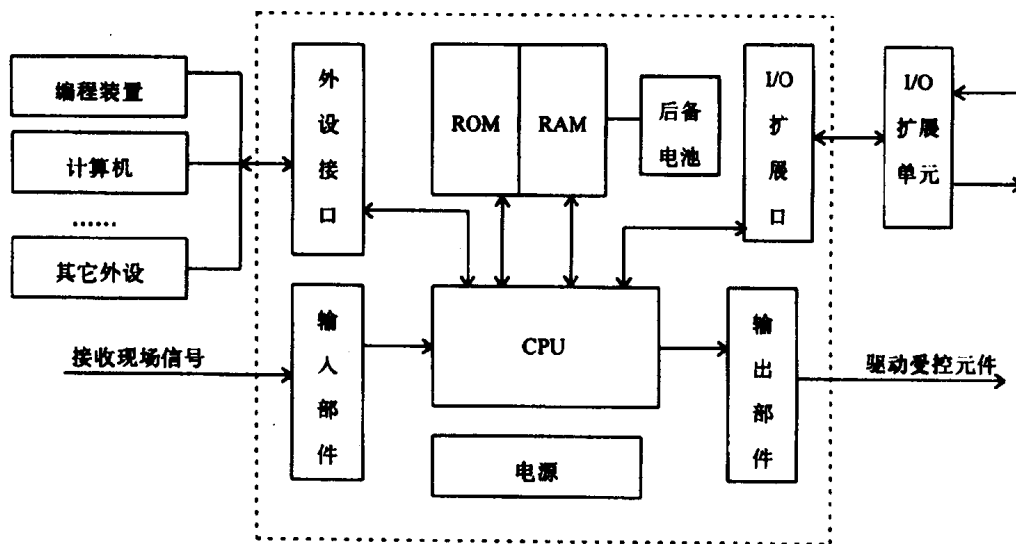 编程装置
计算机
……
其它外设
外设接口
ROM
RAM
后备
电池
I/O扩展口
I/O
扩展
单元
接收现场信号
输人部件
CPU
输出部件
驱动受控元件
电源